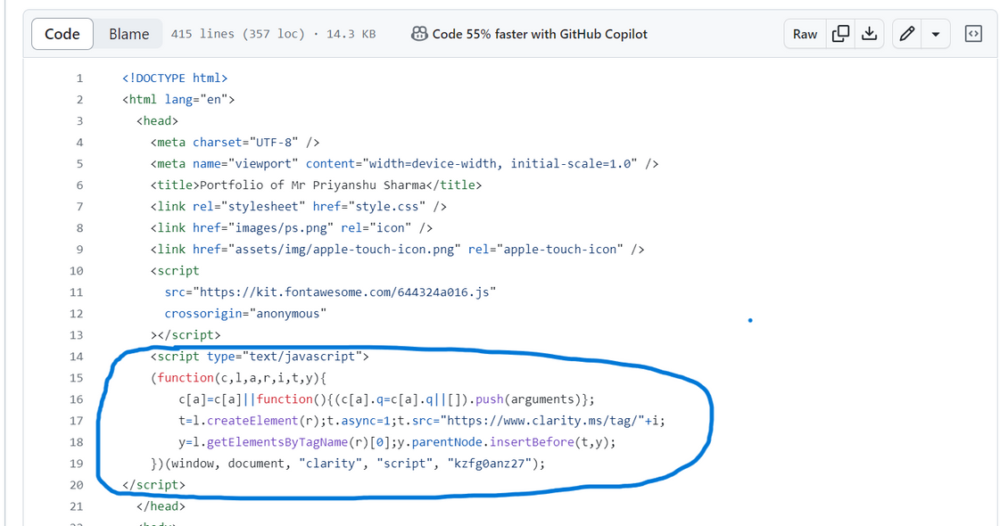 Code Blame 415 lines (357 loc) · 14.3 KB Code 55% faster with GitHub Copilot Raw
1 <!DOCTYPE html>
2 <html lang="en">
3 <head>
4 <meta charset="UTF-8" />
5 <meta name="viewport" content="width=device-width, initial-scale=1.0" />
6 <title>Portfolio of Mr Priyanshu Sharma</title>
7 <link rel="stylesheet" href="style.css" />
8 <link href="images/ps.png" rel="icon" />
9 <link href="assets/img/apple-touch-icon.png" rel="apple-touch-icon" />
10 <script
11 src="https://kit.fontawesome.com/644324a016.js"
12 crossorigin="anonymous"
13 ></script>
14 <script type="text/javascript">
15 (function(c,l,a,r,i,t,y){
16 c[a]=c[a]||function(){(c[a].q=c[a].q||[]).push(arguments)};
17 t=l.createElement(r);t.async=1;t.src="https://www.clarity.ms/tag/"+i;
18 y=l.getElementsByTagName(r)[0];y.parentNode.insertBefore(t,y);
19 })(window, document, "clarity", "script", "kzfg0anz27");
20 </script>
21 </head>